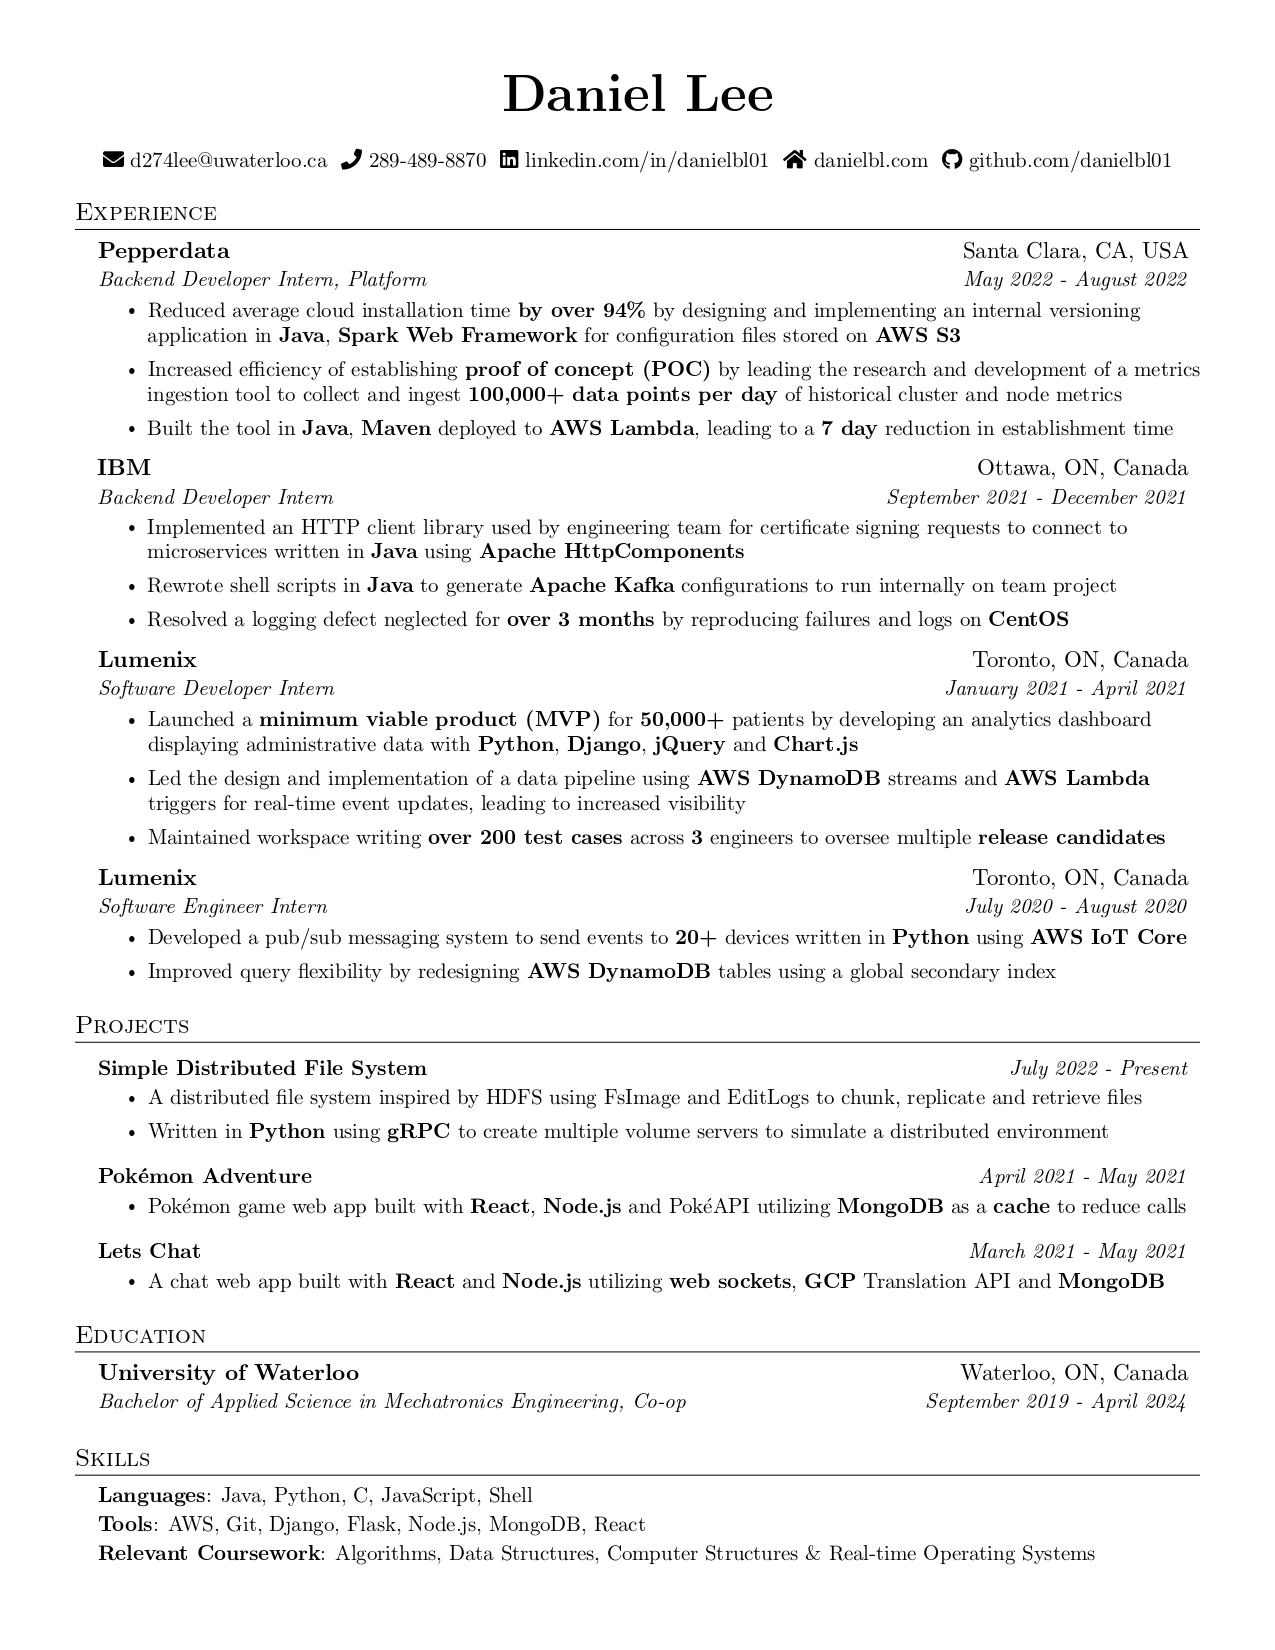 Daniel Lee
d274lee@uwaterloo.ca 289-489-8870 linkedin.com/in/danielbl01 danielbl.com github.com/danielbl01
Experience
Pepperdata Santa Clara, CA, USA
Backend Developer Intern, Platform May 2022 - August 2022
• Reduced average cloud installation time by over 94% by designing and implementing an internal versioning
application in Java, Spark Web Framework for configuration files stored on AWS S3
• Increased efficiency of establishing proof of concept (POC) by leading the research and development of a metrics
ingestion tool to collect and ingest 100,000+ data points per day of historical cluster and node metrics
• Built the tool in Java, Maven deployed to AWS Lambda, leading to a 7 day reduction in establishment time
IBM Ottawa, ON, Canada
Backend Developer Intern September 2021 - December 2021
• Implemented an HTTP client library used by engineering team for certificate signing requests to connect to
microservices written in Java using Apache HttpComponents
• Rewrote shell scripts in Java to generate Apache Kafka configurations to run internally on team project
• Resolved a logging defect neglected for over 3 months by reproducing failures and logs on CentOS
Lumenix Toronto, ON, Canada
Software Developer Intern January 2021 - April 2021
• Launched a minimum viable product (MVP) for 50,000+ patients by developing an analytics dashboard
displaying administrative data with Python, Django, jQuery and Chart.js
• Led the design and implementation of a data pipeline using AWS DynamoDB streams and AWS Lambda
triggers for real-time event updates, leading to increased visibility
• Maintained workspace writing over 200 test cases across 3 engineers to oversee multiple release candidates
Lumenix Toronto, ON, Canada
Software Engineer Intern July 2020 - August 2020
• Developed a pub/sub messaging system to send events to 20+ devices written in Python using AWS IoT Core
• Improved query flexibility by redesigning AWS DynamoDB tables using a global secondary index
Projects
Simple Distributed File System July 2022 - Present
• A distributed file system inspired by HDFS using FsImage and EditLogs to chunk, replicate and retrieve files
• Written in Python using gRPC to create multiple volume servers to simulate a distributed environment
Pokémon Adventure April 2021 - May 2021
• Pokémon game web app built with React, Node.js and PokéAPI utilizing MongoDB as a cache to reduce calls
Lets Chat March 2021 - May 2021
• A chat web app built with React and Node.js utilizing web sockets, GCP Translation API and MongoDB
Education
University of Waterloo Waterloo, ON, Canada
Bachelor of Applied Science in Mechatronics Engineering, Co-op September 2019 - April 2024
Skills
Languages: Java, Python, C, JavaScript, Shell
Tools: AWS, Git, Django, Flask, Node.js, MongoDB, React
Relevant Coursework: Algorithms, Data Structures, Computer Structures & Real-time Operating Systems